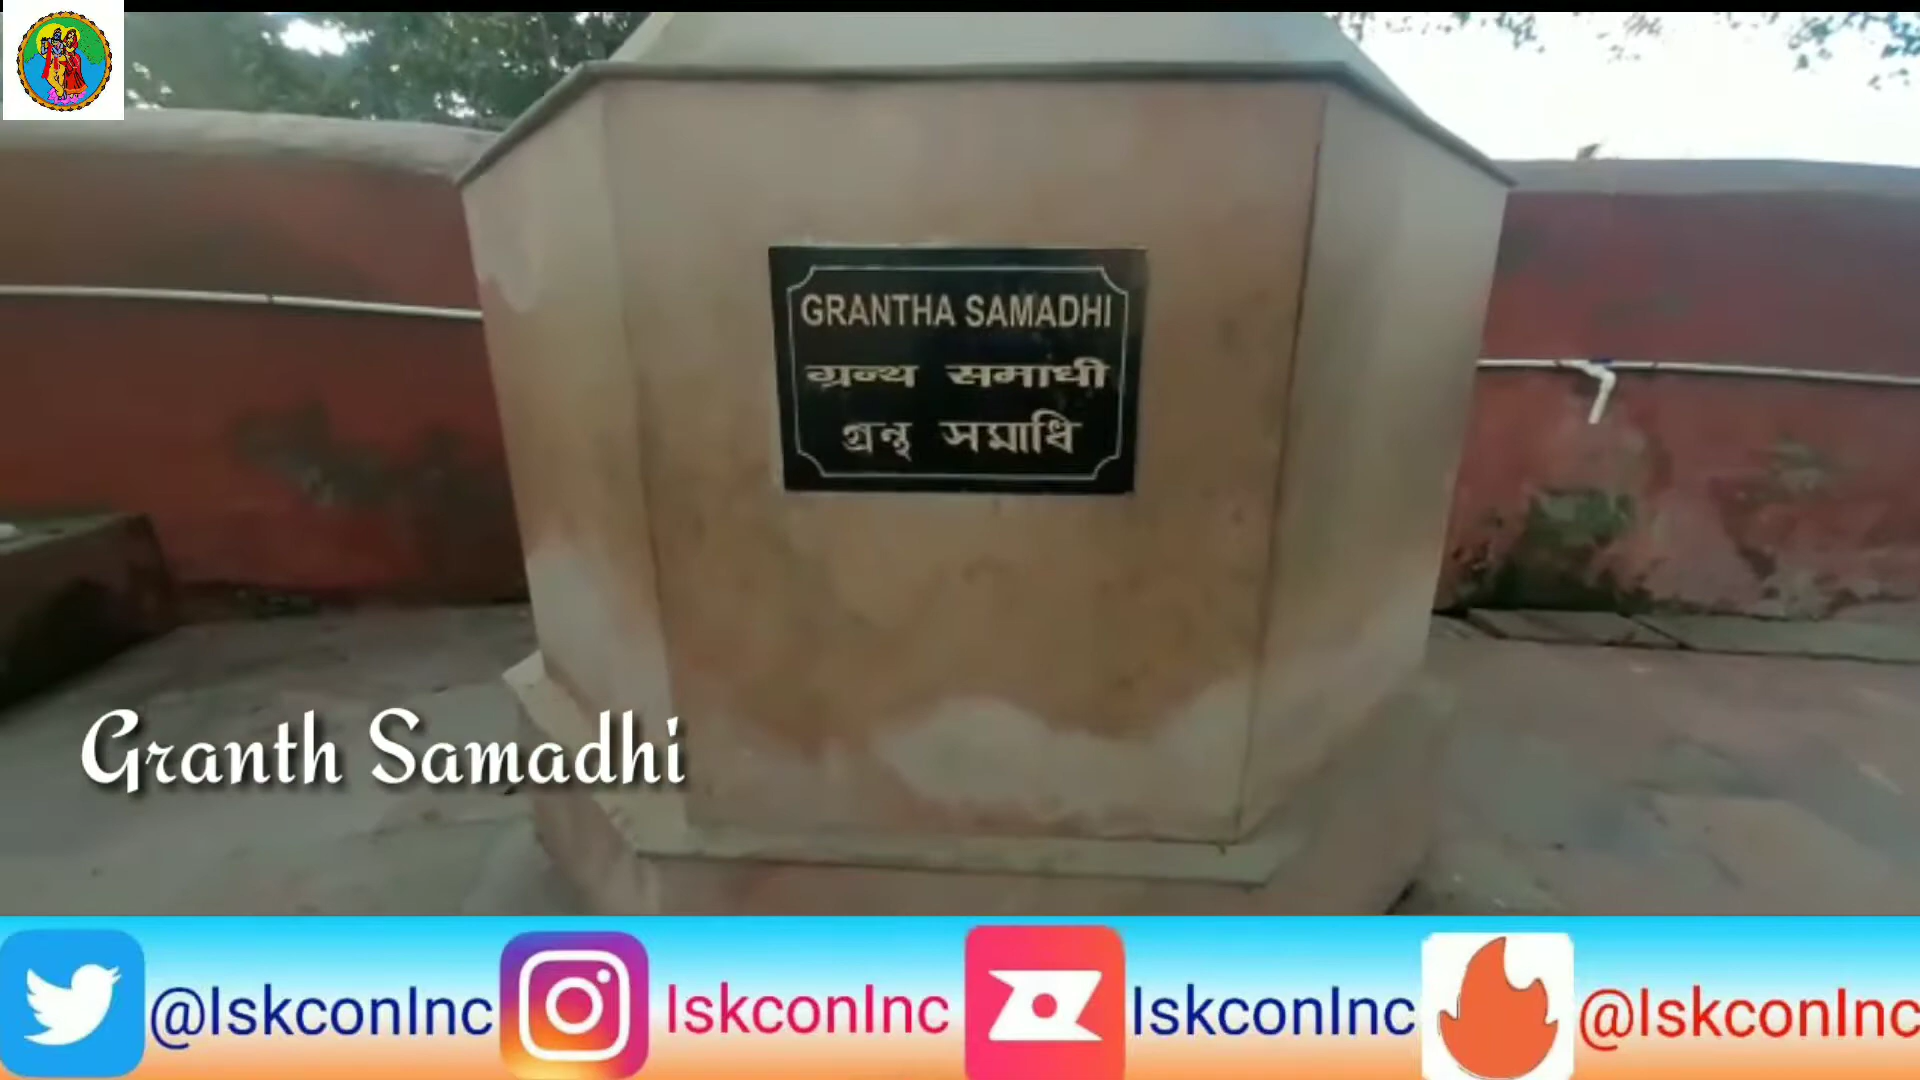 GRANTHA SAMADHI
ग्रन्थ समाधी
গ্রন্থ সমাধি
Granth Samadhi
@IskconInc
IskconInc
IskconInc
@IskconInc